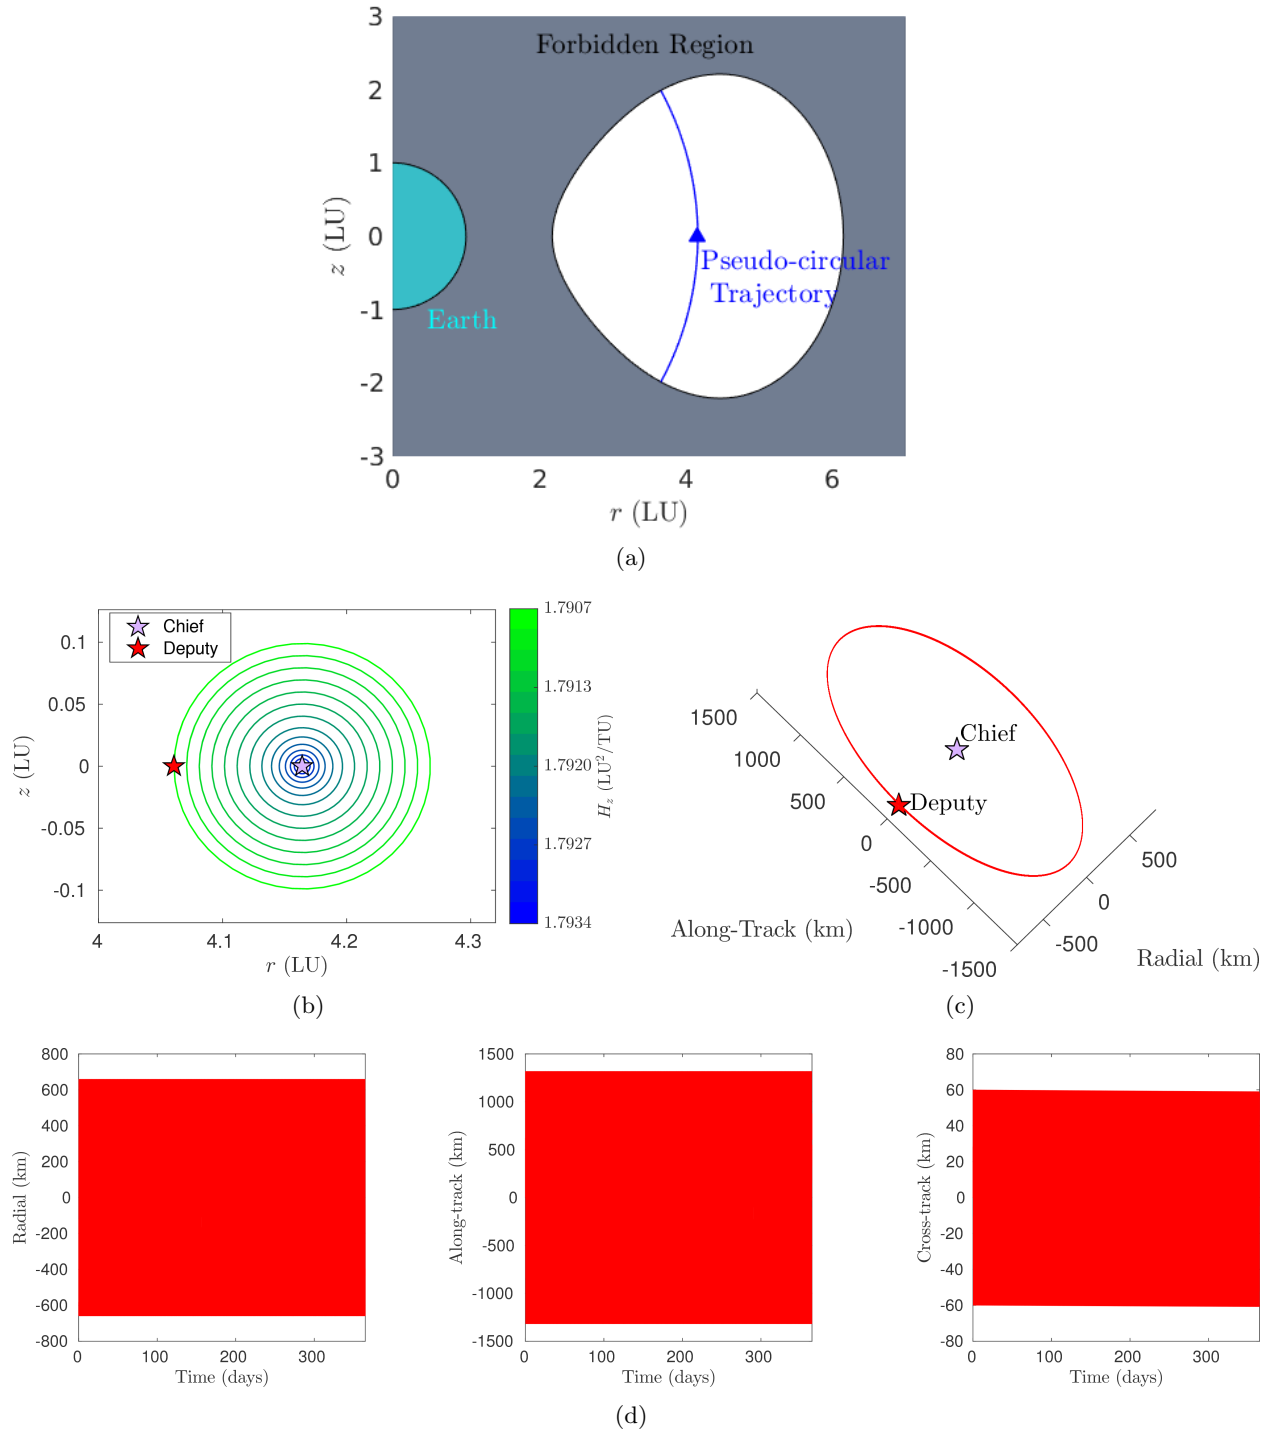 3
2
1
0
-1
-2
-3
z (LU)
Forbidden Region
Pseudo-circular
Trajectory
Earth
0 2 4 6
r (LU)
(a)
Chief
Deputy
0.1
0.05
0
-0.05
-0.1
z (LU)
4 4.1 4.2 4.3
r (LU)
1.7907
1.7913
1.7920
1.7927
1.7934
H_z (LU²/TU)
(b)
1500
1000
500
0
-500
-1000
-1500
Along-Track (km)
Chief
Deputy
500
0
-500
Radial (km)
(c)
800
600
400
200
0
-200
-400
-600
-800
Radial (km)
0 100 200 300
Time (days)
1500
1000
500
0
-500
-1000
-1500
Along-track (km)
0 100 200 300
Time (days)
80
60
40
20
0
-20
-40
-60
-80
Cross-track (km)
0 100 200 300
Time (days)
(d)